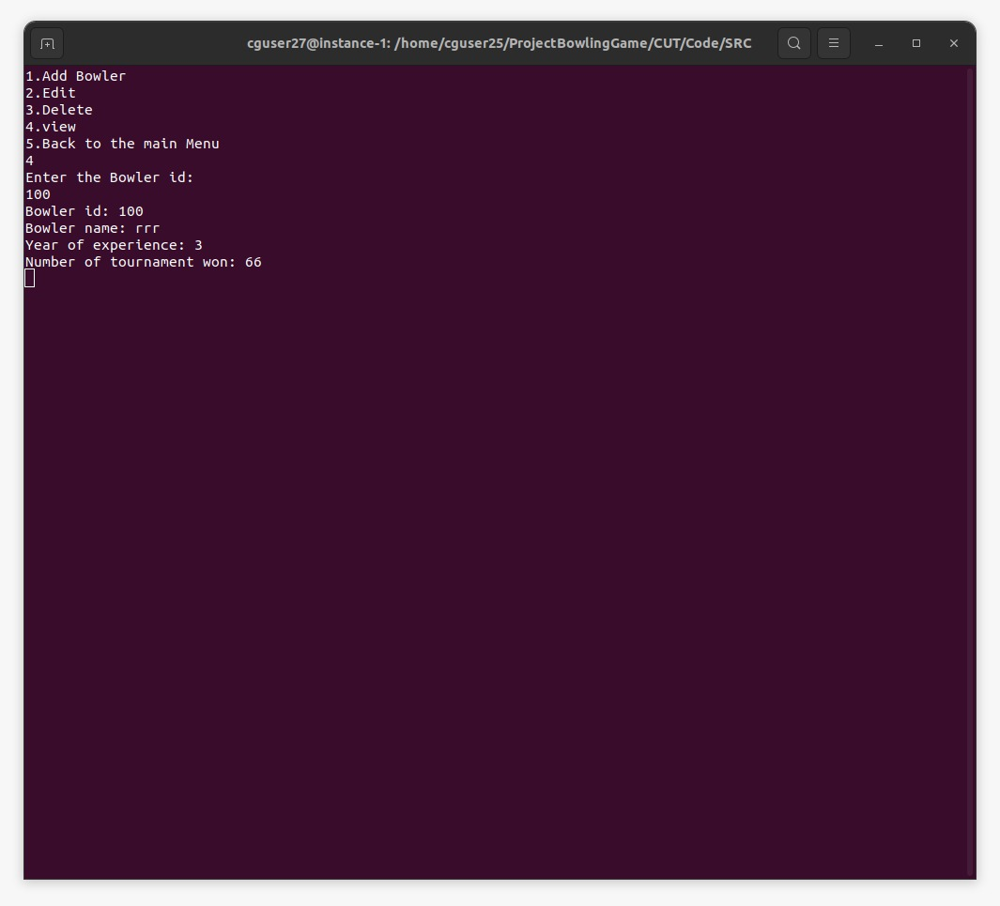 cguser27@instance-1: /home/cguser25/ProjectBowlingGame/CUT/Code/SRC
1.Add Bowler
2.Edit
3.Delete
4.view
5.Back to the main Menu
4
Enter the Bowler id:
100
Bowler id: 100
Bowler name: rrr
Year of experience: 3
Number of tournament won: 66